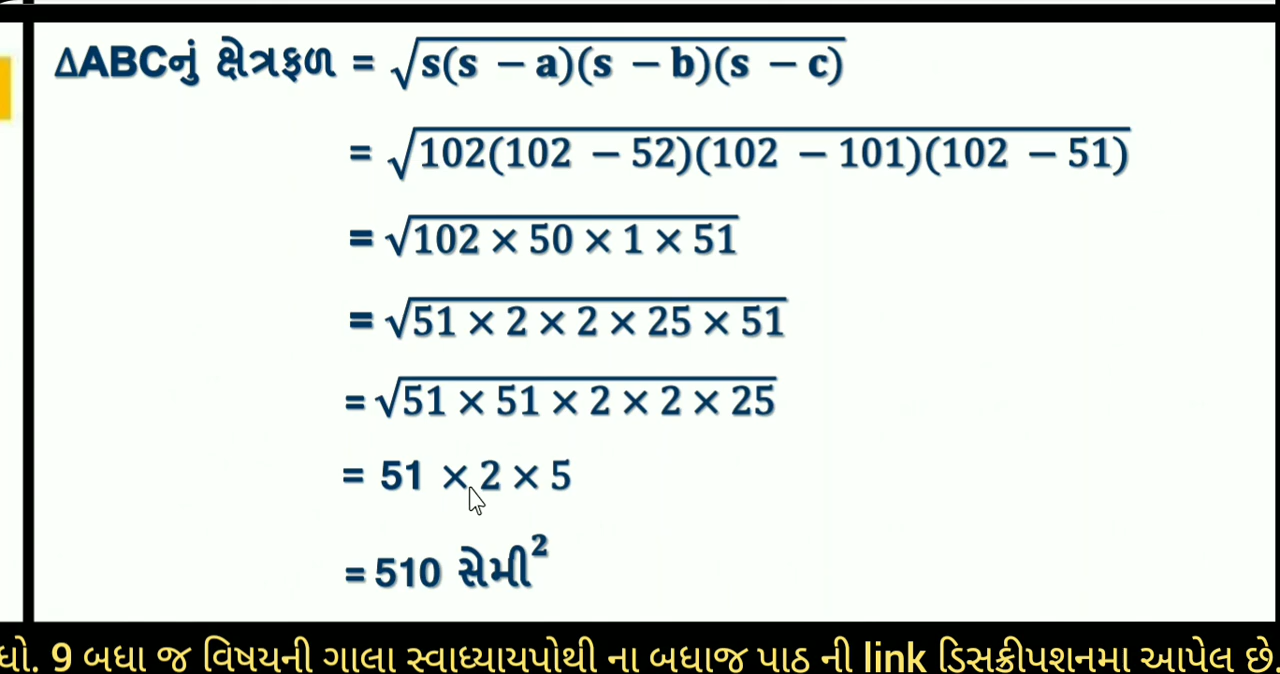 ∆ABCનું ક્ષેત્રફળ = √s(s − a)(s − b)(s − c)
= √102(102 − 52)(102 − 101)(102 − 51)
= √102 × 50 × 1 × 51
= √51 × 2 × 2 × 25 × 51
= √51 × 51 × 2 × 2 × 25
= 51 × 2 × 5
= 510 સેમી²
ધો. 9 બધા જ વિષયની ગાલા સ્વાધ્યાયપોથી ના બધાજ પાઠ ની link ડિસક્રીપશનમા આપેલ છે.